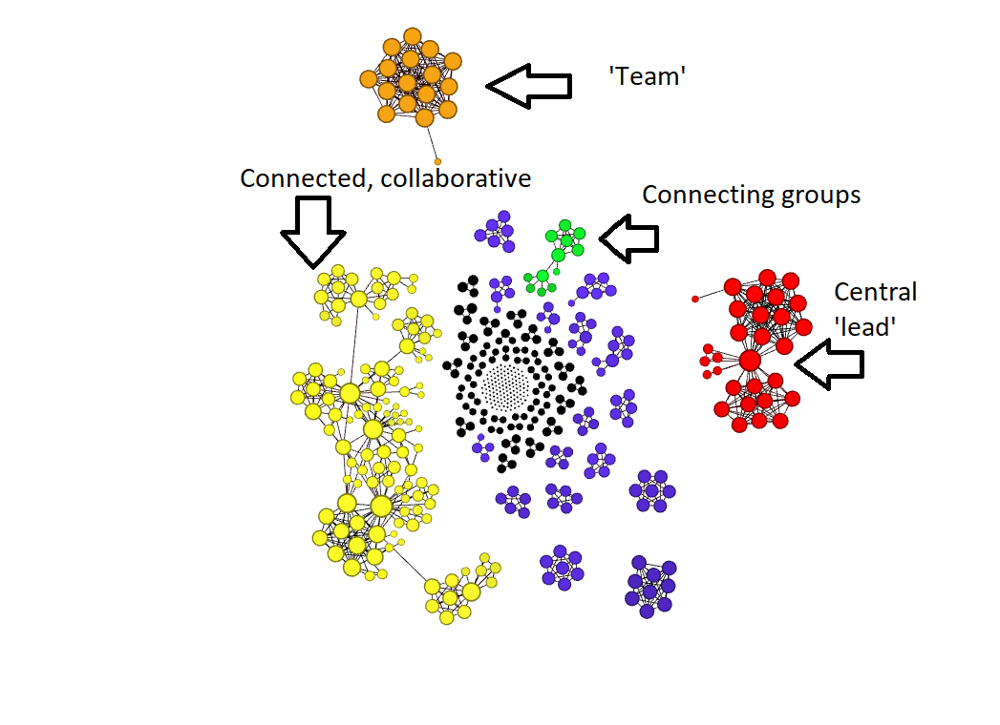 'Team'
Connected, collaborative
Connecting groups
Central
'lead'